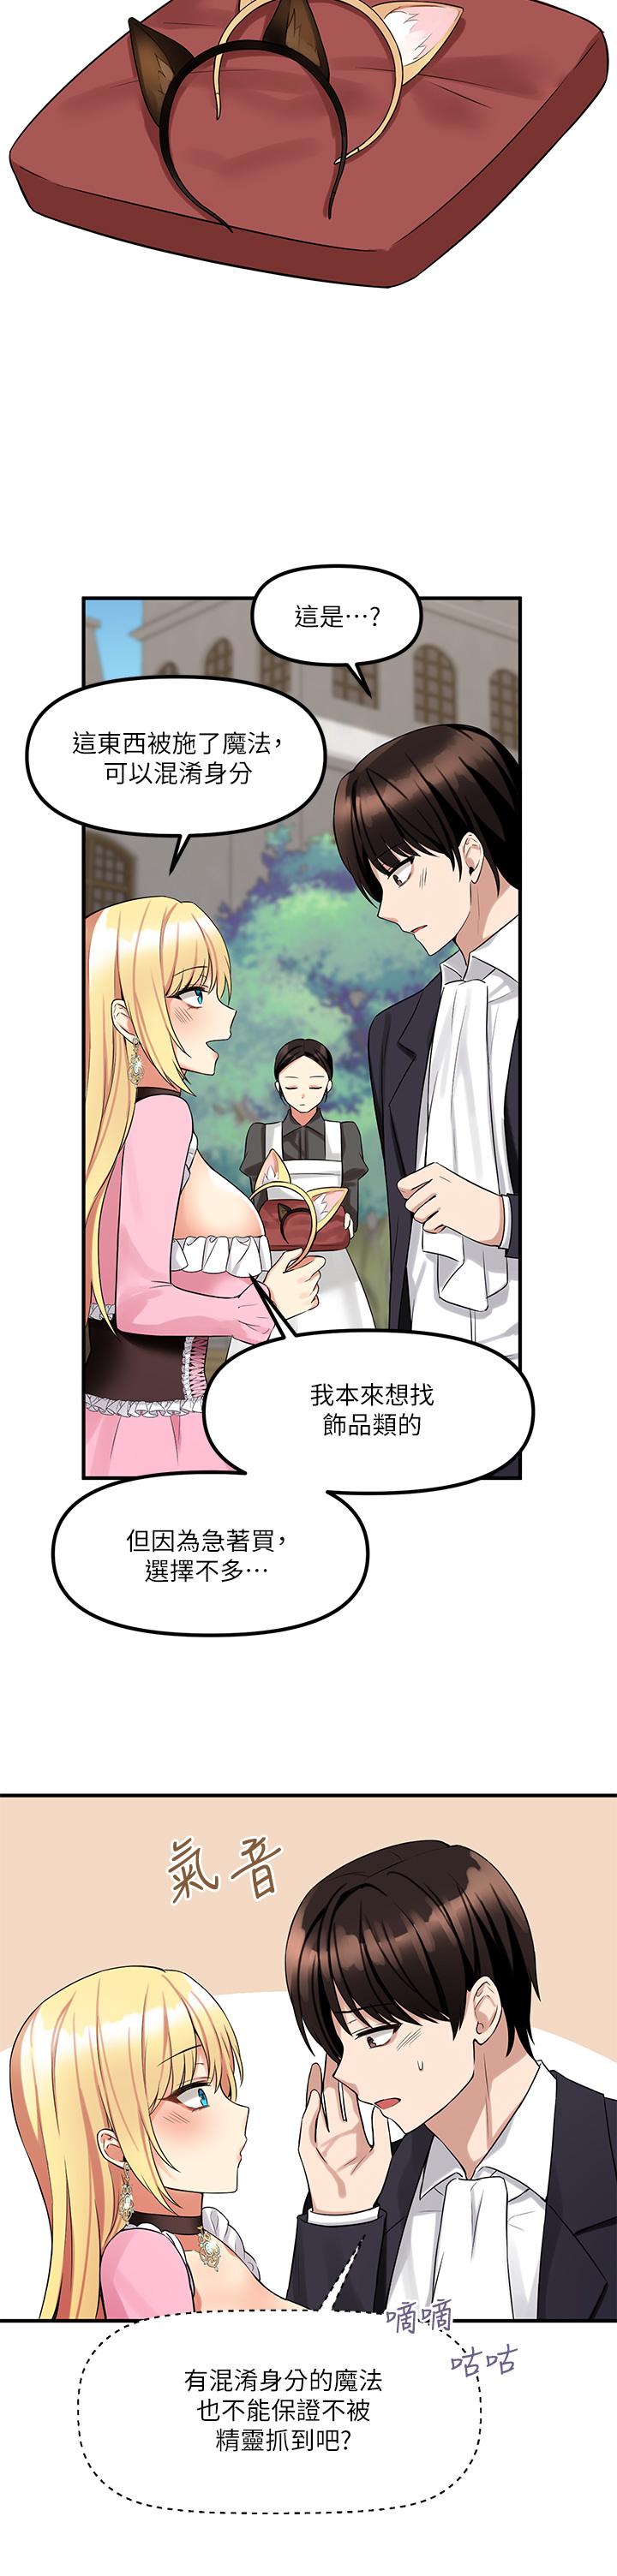 這是…?
這東西被施了魔法,
可以混淆身分
我本來想找
飾品類的
但因為急著買,
選擇不多…
氣音
嘀嘀
咕咕
有混淆身分的魔法
也不能保證不被
精靈抓到吧?